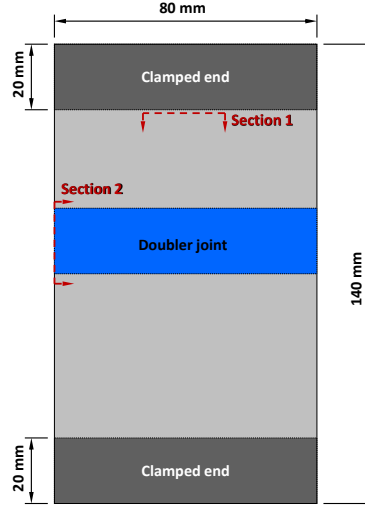 80 mm
20 mm
Clamped end
Section 1
Section 2
Doubler joint
140 mm
20 mm
Clamped end